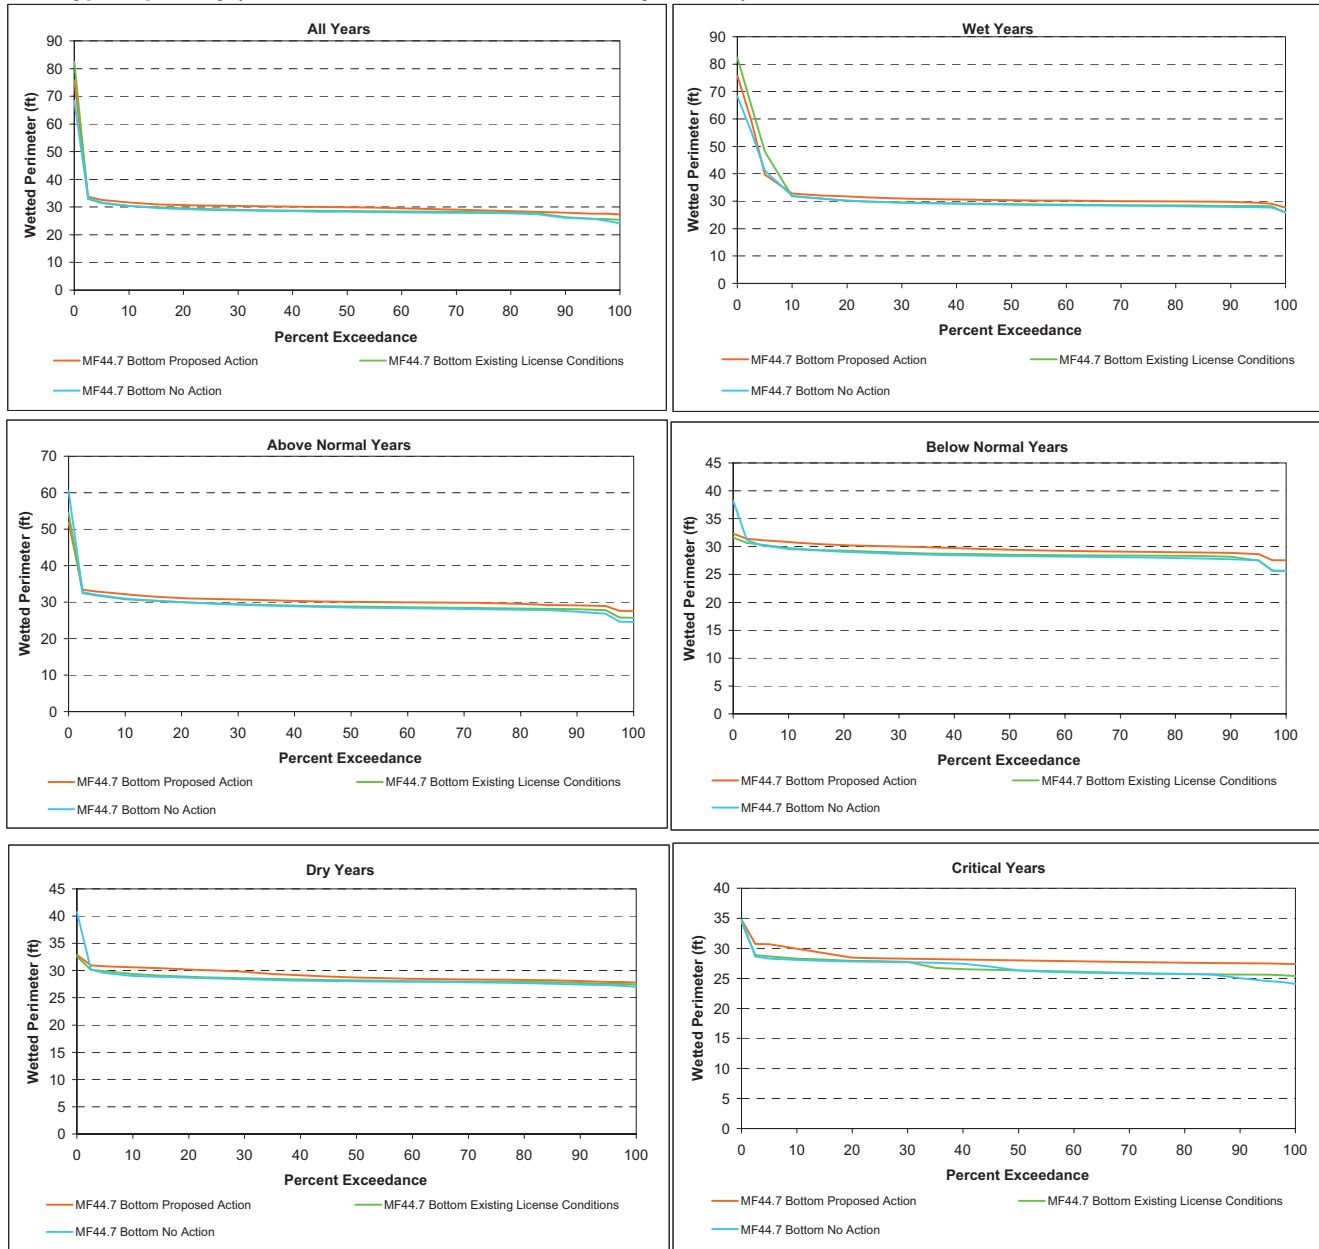 All Years
Wetted Perimeter (ft)
90
80
70
60
50
40
30
20
10
0
0 10 20 30 40 50 60 70 80 90 100
Percent Exceedance
MF44.7 Bottom Proposed Action
MF44.7 Bottom Existing License Conditions
MF44.7 Bottom No Action
Wet Years
Wetted Perimeter (ft)
90
80
70
60
50
40
30
20
10
0
0 10 20 30 40 50 60 70 80 90 100
Percent Exceedance
MF44.7 Bottom Proposed Action
MF44.7 Bottom Existing License Conditions
MF44.7 Bottom No Action
Above Normal Years
Wetted Perimeter (ft)
70
60
50
40
30
20
10
0
0 10 20 30 40 50 60 70 80 90 100
Percent Exceedance
MF44.7 Bottom Proposed Action
MF44.7 Bottom Existing License Conditions
MF44.7 Bottom No Action
Below Normal Years
Wetted Perimeter (ft)
45
40
35
30
25
20
15
10
5
0
0 10 20 30 40 50 60 70 80 90 100
Percent Exceedance
MF44.7 Bottom Proposed Action
MF44.7 Bottom Existing License Conditions
MF44.7 Bottom No Action
Dry Years
Wetted Perimeter (ft)
45
40
35
30
25
20
15
10
5
0
0 10 20 30 40 50 60 70 80 90 100
Percent Exceedance
MF44.7 Bottom Proposed Action
MF44.7 Bottom Existing License Conditions
MF44.7 Bottom No Action
Critical Years
Wetted Perimeter (ft)
40
35
30
25
20
15
10
5
0
0 10 20 30 40 50 60 70 80 90 100
Percent Exceedance
MF44.7 Bottom Proposed Action
MF44.7 Bottom Existing License Conditions
MF44.7 Bottom No Action